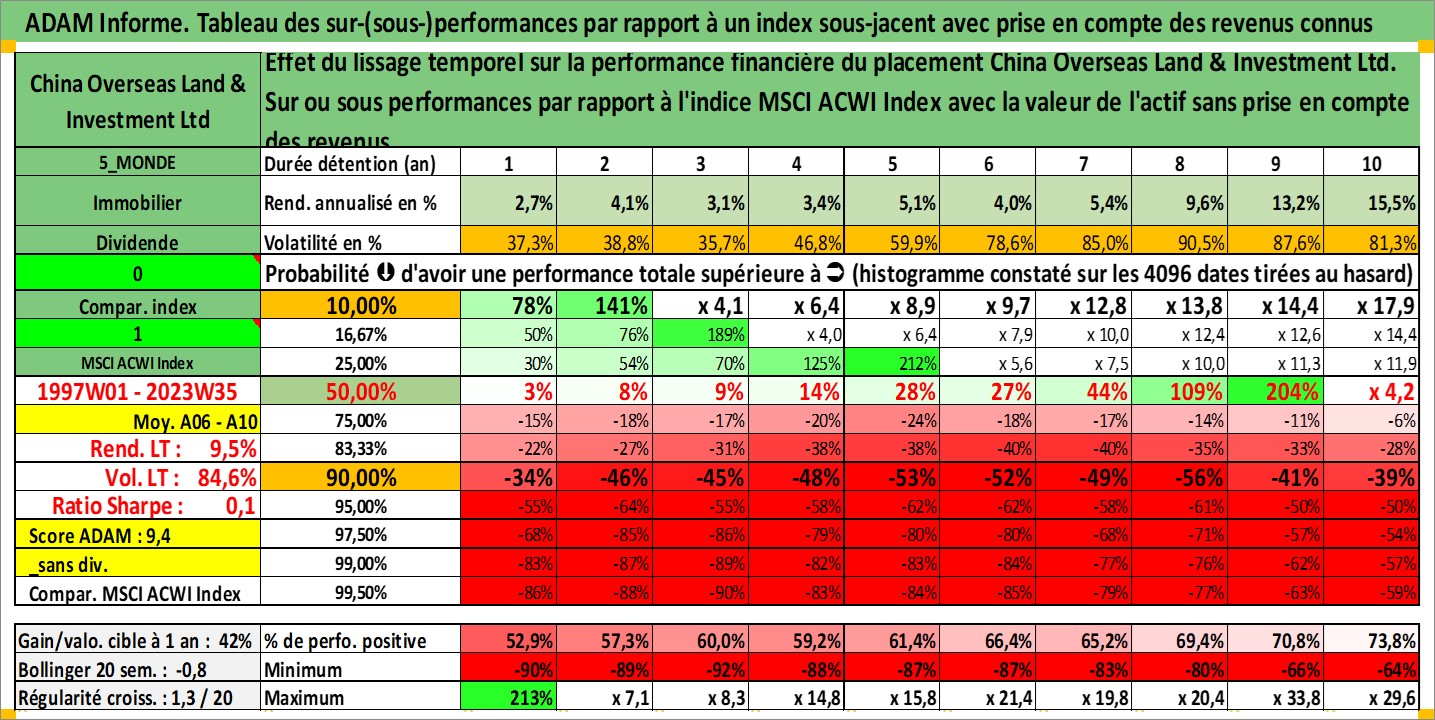 ADAM Informe. Tableau des sur-(sous-)performances par rapport à un index sous-jacent avec prise en compte des revenus connus
China Overseas Land & Investment Ltd
Effet du lissage temporel sur la performance financière du placement China Overseas Land & Investment Ltd.
Sur ou sous performances par rapport à l'indice MSCI ACWI Index avec la valeur de l'actif sans prise en compte
des revenus
5_MONDE Durée détention (an) 1 2 3 4 5 6 7 8 9 10
Immobilier Rend. annualisé en % 2,7% 4,1% 3,1% 3,4% 5,1% 4,0% 5,4% 9,6% 13,2% 15,5%
Dividende Volatilité en % 37,3% 38,8% 35,7% 46,8% 59,9% 78,6% 85,0% 90,5% 87,6% 81,3%
0 Probabilité 🡇 d'avoir une performance totale supérieure à ➲ (histogramme constaté sur les 4096 dates tirées au hasard)
Compar. index 10,00% 78% 141% x 4,1 x 6,4 x 8,9 x 9,7 x 12,8 x 13,8 x 14,4 x 17,9
1 16,67% 50% 76% 189% x 4,0 x 6,4 x 7,9 x 10,0 x 12,4 x 12,6 x 14,4
MSCI ACWI Index 25,00% 30% 54% 70% 125% 212% x 5,6 x 7,5 x 10,0 x 11,3 x 11,9
1997W01 - 2023W35 50,00% 3% 8% 9% 14% 28% 27% 44% 109% 204% x 4,2
Moy. A06 - A10 75,00% -15% -18% -17% -20% -24% -18% -17% -14% -11% -6%
Rend. LT : 9,5% 83,33% -22% -27% -31% -38% -38% -40% -40% -35% -33% -28%
Vol. LT : 84,6% 90,00% -34% -46% -45% -48% -53% -52% -49% -56% -41% -39%
Ratio Sharpe : 0,1 95,00% -55% -64% -55% -58% -62% -62% -58% -61% -50% -50%
Score ADAM : 9,4 97,50% -68% -85% -86% -79% -80% -80% -68% -71% -57% -54%
_sans div. 99,00% -83% -87% -89% -82% -83% -84% -77% -76% -62% -57%
Compar. MSCI ACWI Index 99,50% -86% -88% -90% -83% -84% -85% -79% -77% -63% -59%
Gain/valo. cible à 1 an : 42% % de perfo. positive 52,9% 57,3% 60,0% 59,2% 61,4% 66,4% 65,2% 69,4% 70,8% 73,8%
Bollinger 20 sem. : -0,8 Minimum -90% -89% -92% -88% -87% -87% -83% -80% -66% -64%
Régularité croiss. : 1,3 / 20 Maximum 213% x 7,1 x 8,3 x 14,8 x 15,8 x 21,4 x 19,8 x 20,4 x 33,8 x 29,6